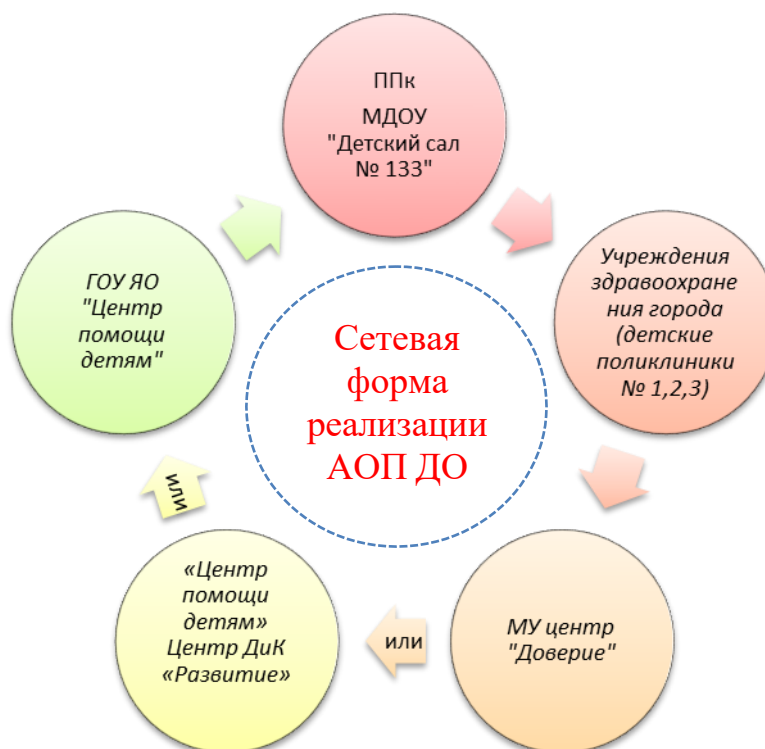 ППк
МДОУ
"Детский сал
№ 133"
Учреждения
здравоохране
ния города
(детские
поликлиники
№ 1,2,3)
МУ центр
"Доверие"
или
«Центр
помощи
детям»
Центр ДиК
«Развитие»
или
ГОУ ЯО
"Центр
помощи
детям"
Сетевая
форма
реализации
АОП ДО